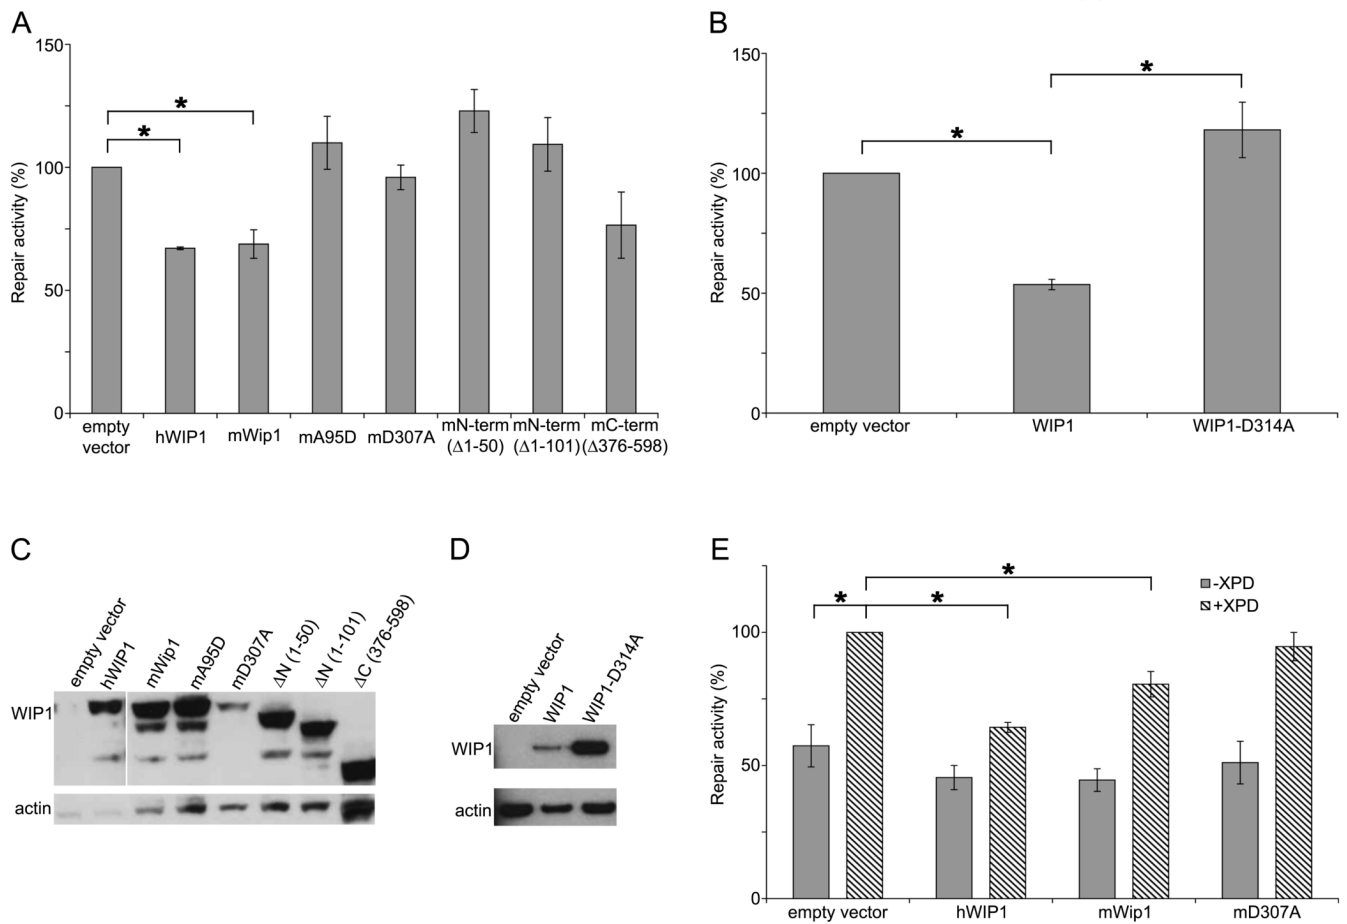 A
150
100
50
0
Repair activity (%)
*
*
empty
vector
hWIP1
mWip1
mA95D
mD307A
mN-term
(Δ1-50)
mN-term
(Δ1-101)
mC-term
(Δ376-598)
B
150
100
50
0
Repair activity (%)
*
*
empty vector
WIP1
WIP1-D314A
C
empty vector
hWIP1
mWip1
mA95D
mD307A
ΔN (1-50)
ΔN (1-101)
ΔC (376-598)
WIP1
actin
D
empty vector
WIP1
WIP1-D314A
WIP1
actin
E
100
50
0
Repair activity (%)
*
*
*
-XPD
+XPD
empty vector
hWIP1
mWip1
mD307A